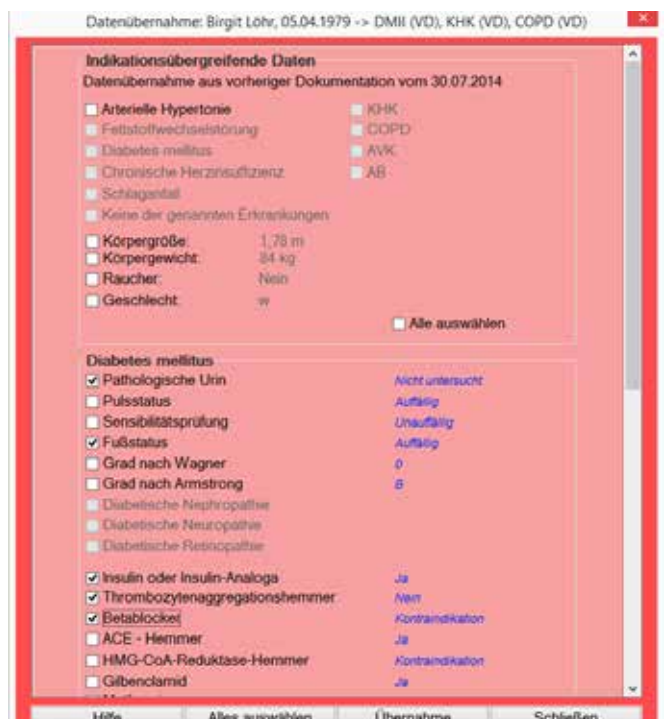 Datenübernahme: Birgit Löhr, 05.04.1979 -> DMII (VD), KHK (VD), COPD (VD)
Indikationsübergreifende Daten
Datenübernahme aus vorheriger Dokumentation vom 30.07.2014
Arterielle Hypertonie KHK
Fettstoffwechselstörung COPD
Diabetes mellitus AVK
Chronische Herzinsuffizienz AB
Schlaganfall
Keine der genannten Erkrankungen
Körpergröße: 1,78 m
Körpergewicht: 84 kg
Raucher: Nein
Geschlecht: w
Alle auswählen
Diabetes mellitus
Pathologische Urin Nicht untersucht
Pulsstatus Auffällig
Sensibilitätsprüfung Unauffällig
Fußstatus Auffällig
Grad nach Wagner 0
Grad nach Armstrong B
Diabetische Nephropathie
Diabetische Neuropathie
Diabetische Retinopathie
Insulin oder Insulin-Analoga Ja
Thrombozytenaggregationshemmer Nein
Betablocker Kontraindikation
ACE - Hemmer Ja
HMG-CoA-Reduktase-Hemmer Kontraindikation
Gilbenclamid Ja
Hilfe Alles auswählen Übernahme Schließen